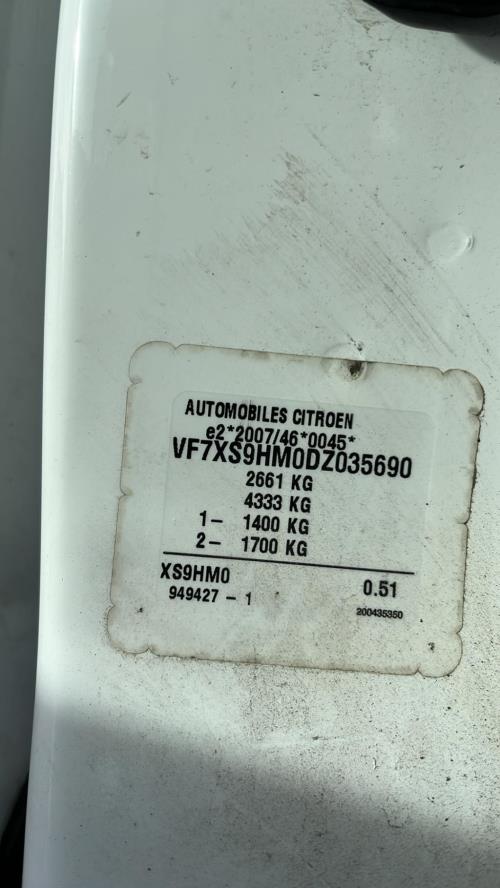 AUTOMOBILES CITROEN
e2*2007/46*0045*
VF7XS9HM0DZ035690
2661 KG
4333 KG
1- 1400 KG
2- 1700 KG
XS9HM0 0.51
949427 - 1 200435350